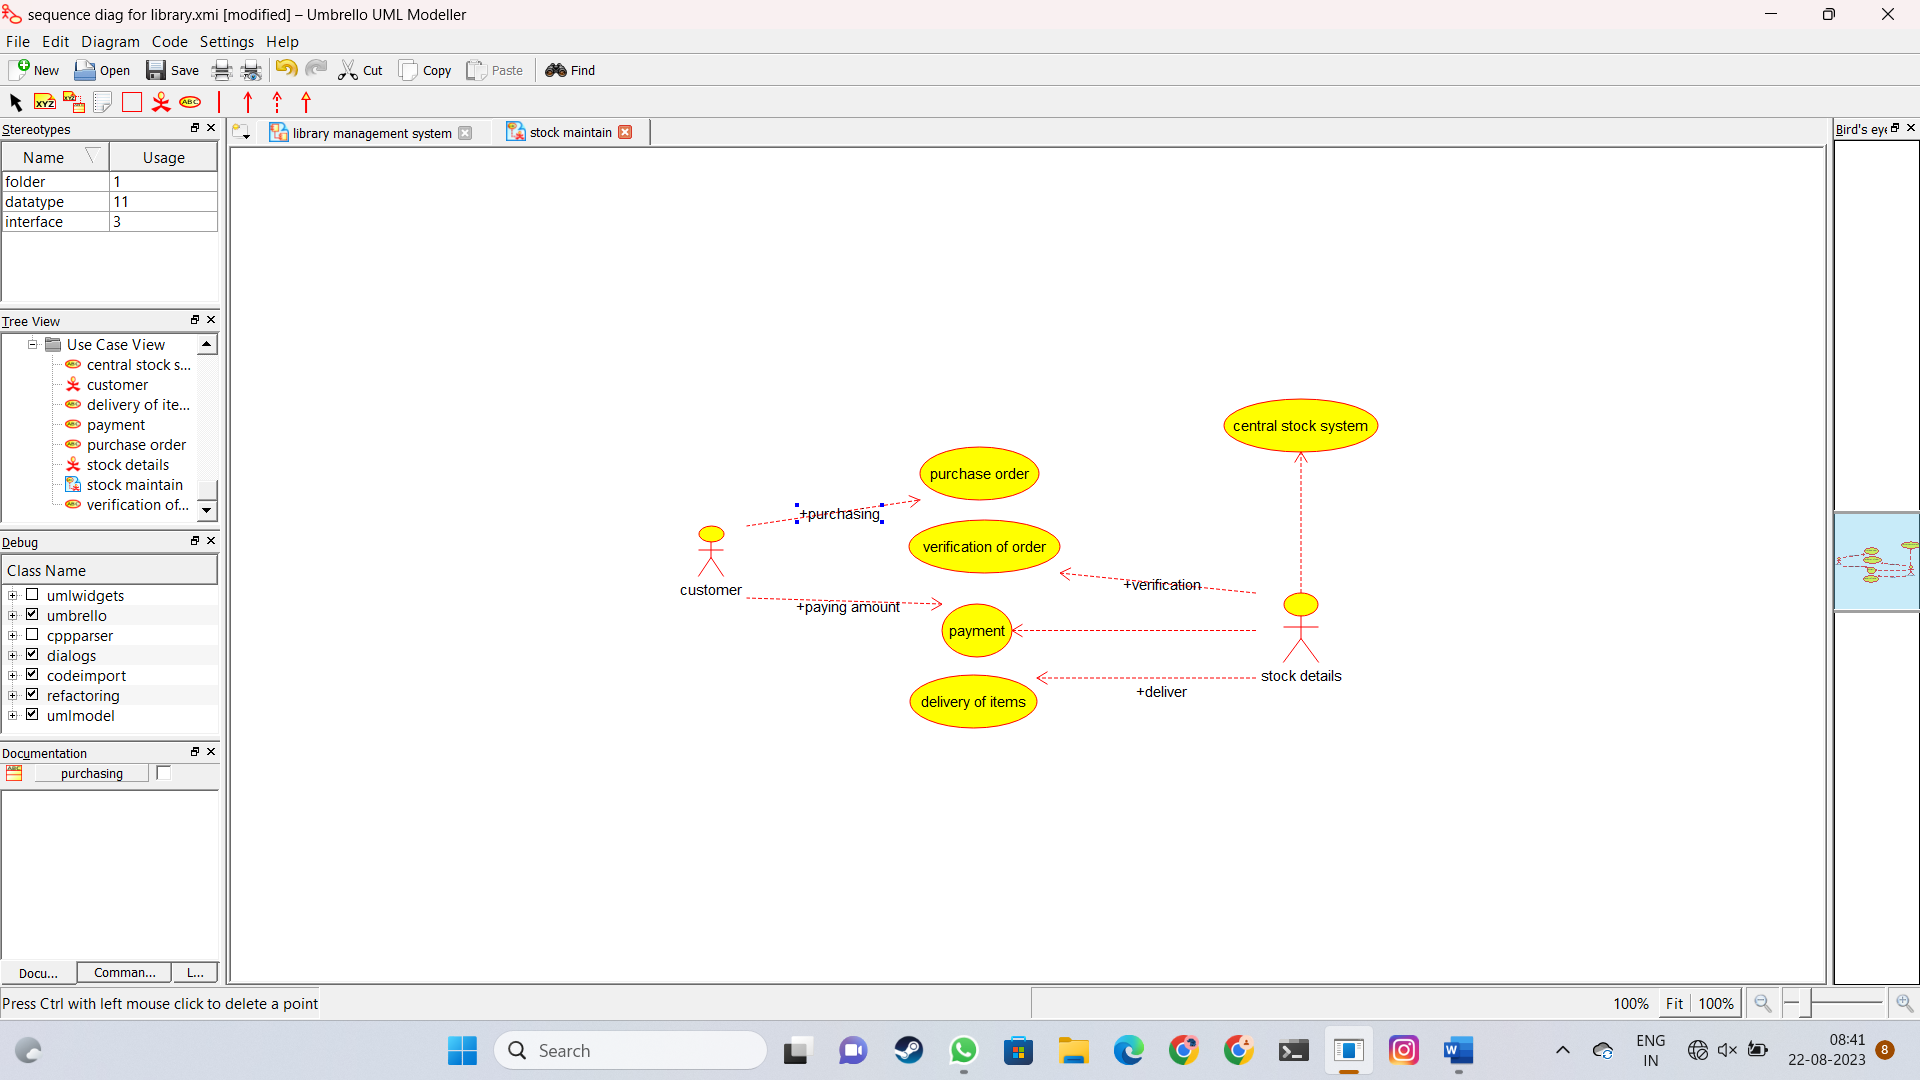 sequence diag for library.xmi [modified] – Umbrello UML Modeller
File Edit Diagram Code Settings Help
New Open Save Cut Copy Paste Find
XYZ XYZ ABC
Stereotypes
Name Usage
folder 1
datatype 11
interface 3
Tree View
Use Case View
central stock s...
customer
delivery of ite...
payment
purchase order
stock details
stock maintain
verification of...
Debug
Class Name
umlwidgets
umbrello
cppparser
dialogs
codeimport
refactoring
umlmodel
Documentation
purchasing
Docu... Comman... L...
library management system stock maintain
central stock system
purchase order
+purchasing
verification of order
+verification
customer
+paying amount
payment
stock details
+deliver
delivery of items
Bird's eye
Press Ctrl with left mouse click to delete a point
100% Fit 100%
Search
ENG
IN
08:41
22-08-2023
8